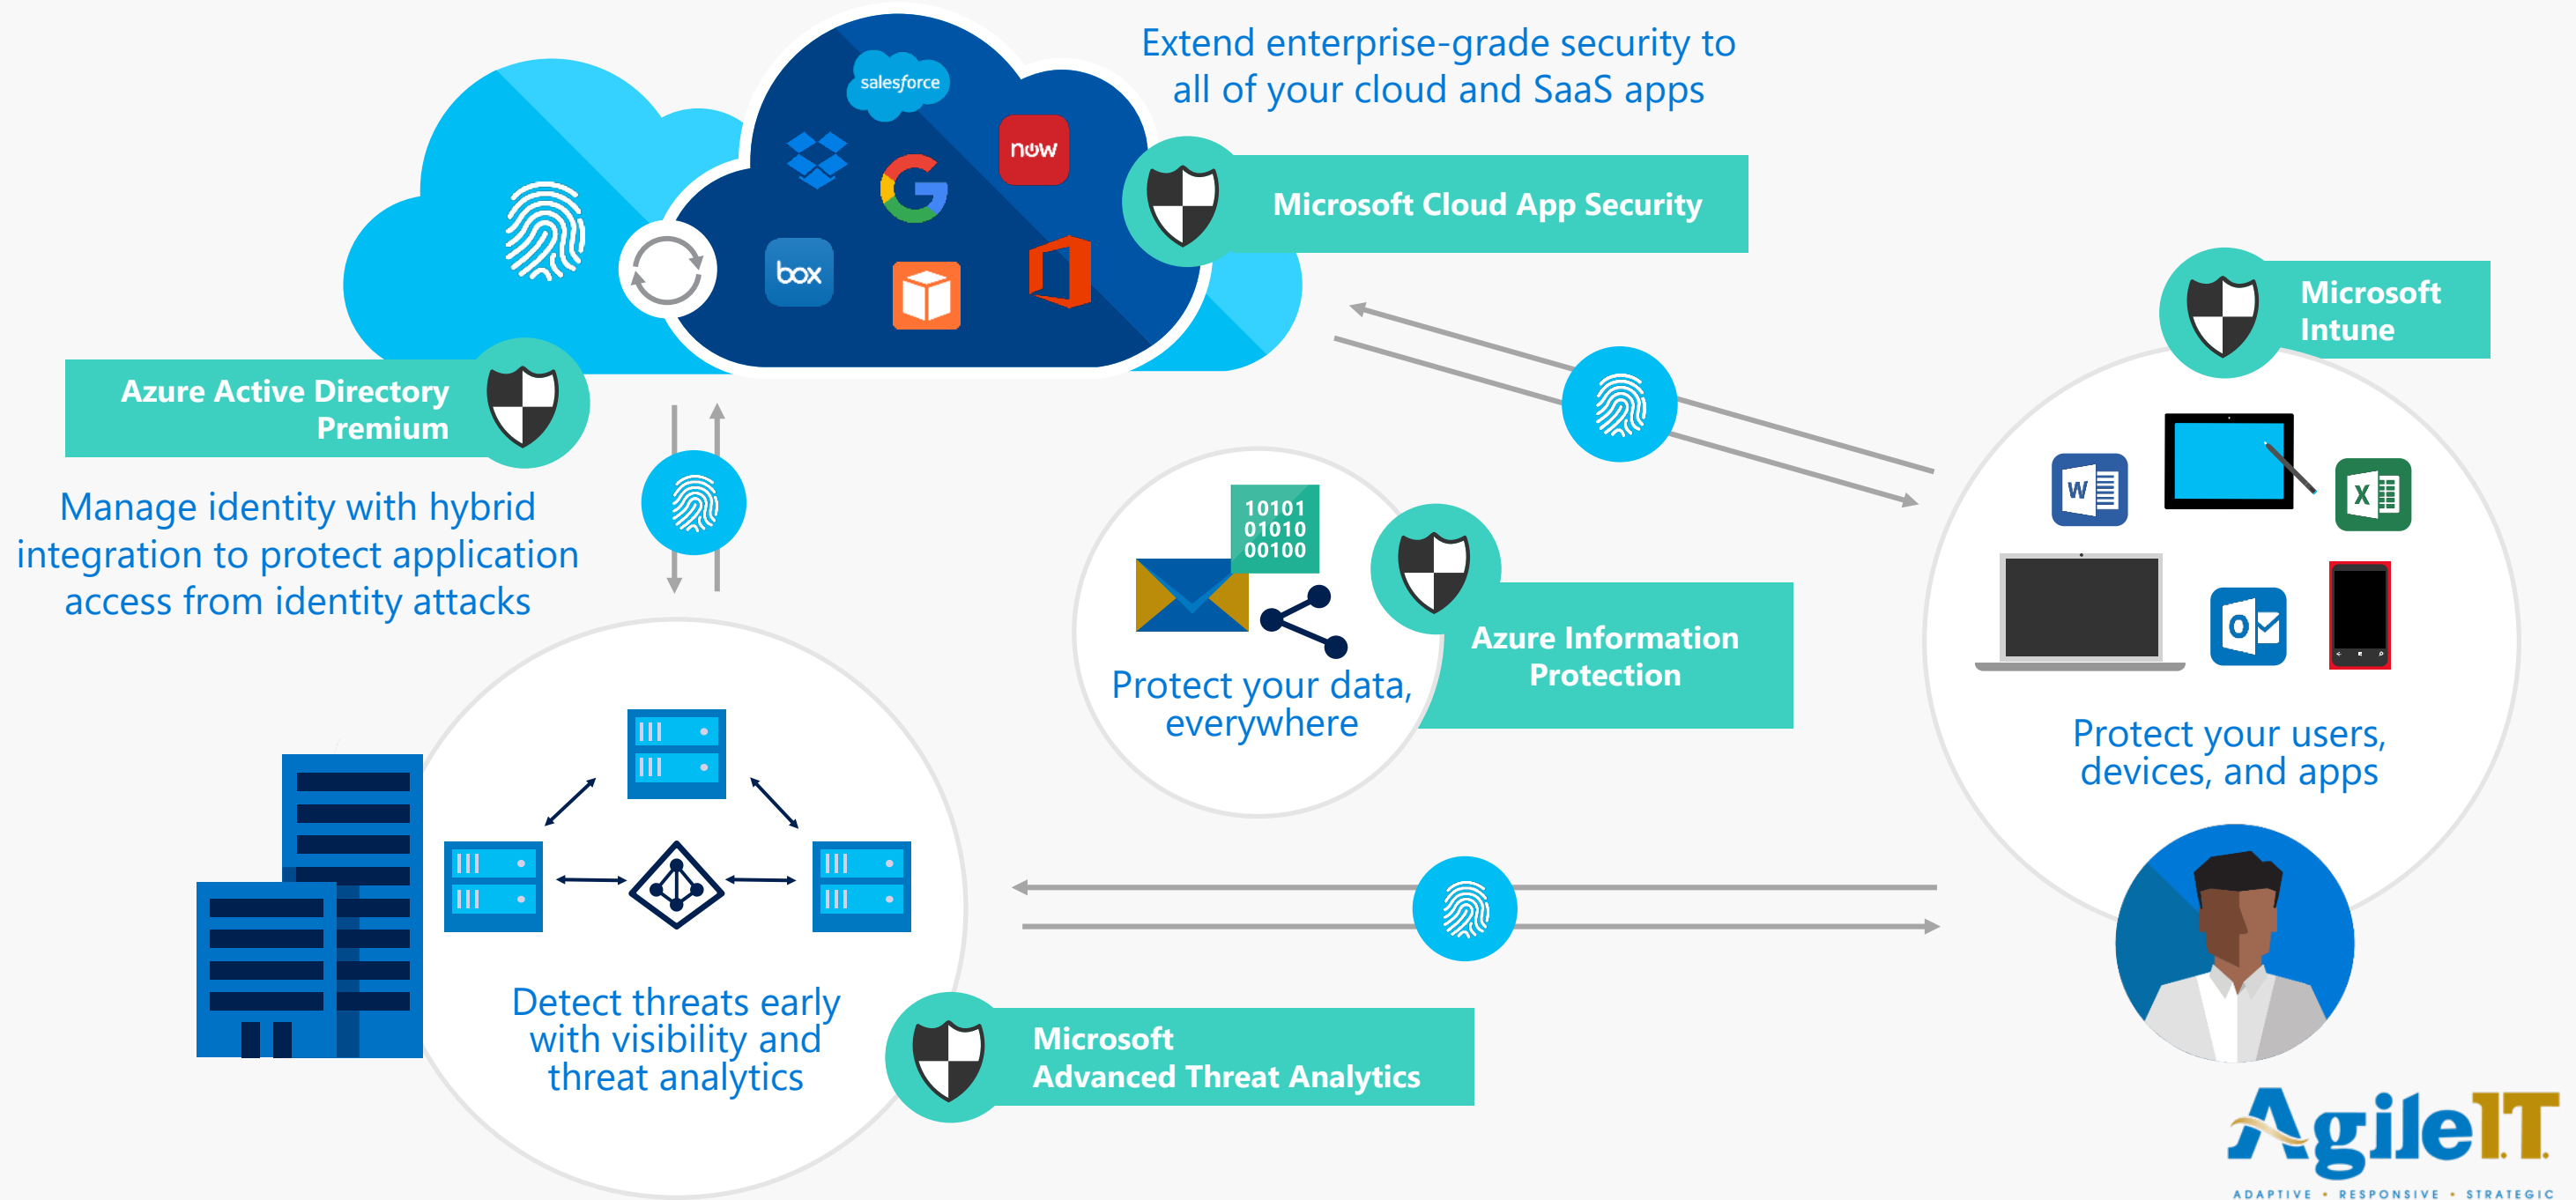 Extend enterprise-grade security to
all of your cloud and SaaS apps
salesforce
now
Microsoft Cloud App Security
box
Microsoft
Intune
Azure Active Directory
Premium
Manage identity with hybrid
integration to protect application
access from identity attacks
10101
01010
00100
W
X
O
Azure Information
Protection
Protect your data,
everywhere
Protect your users,
devices, and apps
Detect threats early
with visibility and
threat analytics
Microsoft
Advanced Threat Analytics
AgileI.T.
ADAPTIVE • RESPONSIVE • STRATEGIC